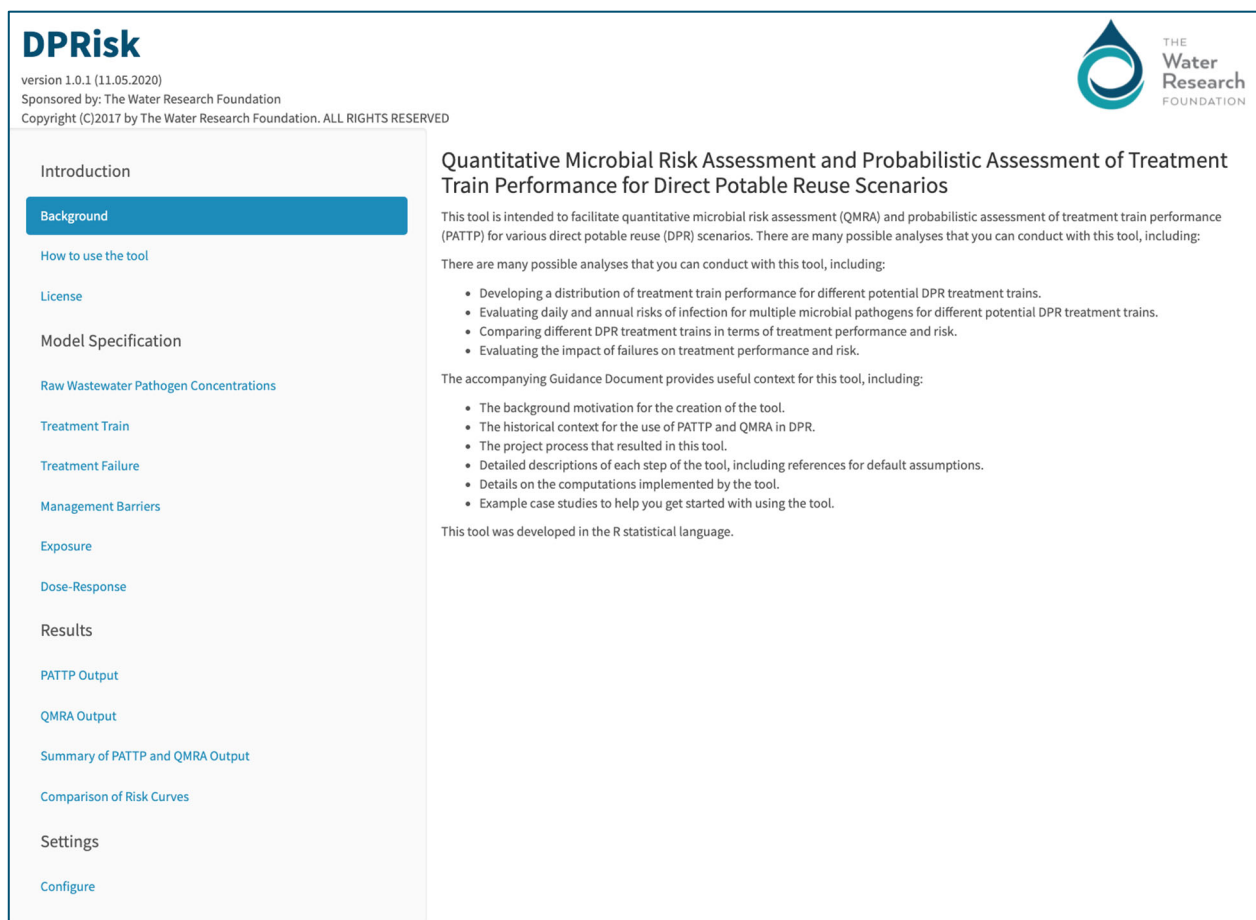 DPRisk
version 1.0.1 (11.05.2020)
Sponsored by: The Water Research Foundation
Copyright (C)2017 by The Water Research Foundation. ALL RIGHTS RESERVED
THE
Water
Research
FOUNDATION
Introduction
Background
How to use the tool
License
Model Specification
Raw Wastewater Pathogen Concentrations
Treatment Train
Treatment Failure
Management Barriers
Exposure
Dose-Response
Results
PATTP Output
QMRA Output
Summary of PATTP and QMRA Output
Comparison of Risk Curves
Settings
Configure
Quantitative Microbial Risk Assessment and Probabilistic Assessment of Treatment
Train Performance for Direct Potable Reuse Scenarios
This tool is intended to facilitate quantitative microbial risk assessment (QMRA) and probabilistic assessment of treatment train performance
(PATTP) for various direct potable reuse (DPR) scenarios. There are many possible analyses that you can conduct with this tool, including:
There are many possible analyses that you can conduct with this tool, including:
• Developing a distribution of treatment train performance for different potential DPR treatment trains.
• Evaluating daily and annual risks of infection for multiple microbial pathogens for different potential DPR treatment trains.
• Comparing different DPR treatment trains in terms of treatment performance and risk.
• Evaluating the impact of failures on treatment performance and risk.
The accompanying Guidance Document provides useful context for this tool, including:
• The background motivation for the creation of the tool.
• The historical context for the use of PATTP and QMRA in DPR.
• The project process that resulted in this tool.
• Detailed descriptions of each step of the tool, including references for default assumptions.
• Details on the computations implemented by the tool.
• Example case studies to help you get started with using the tool.
This tool was developed in the R statistical language.